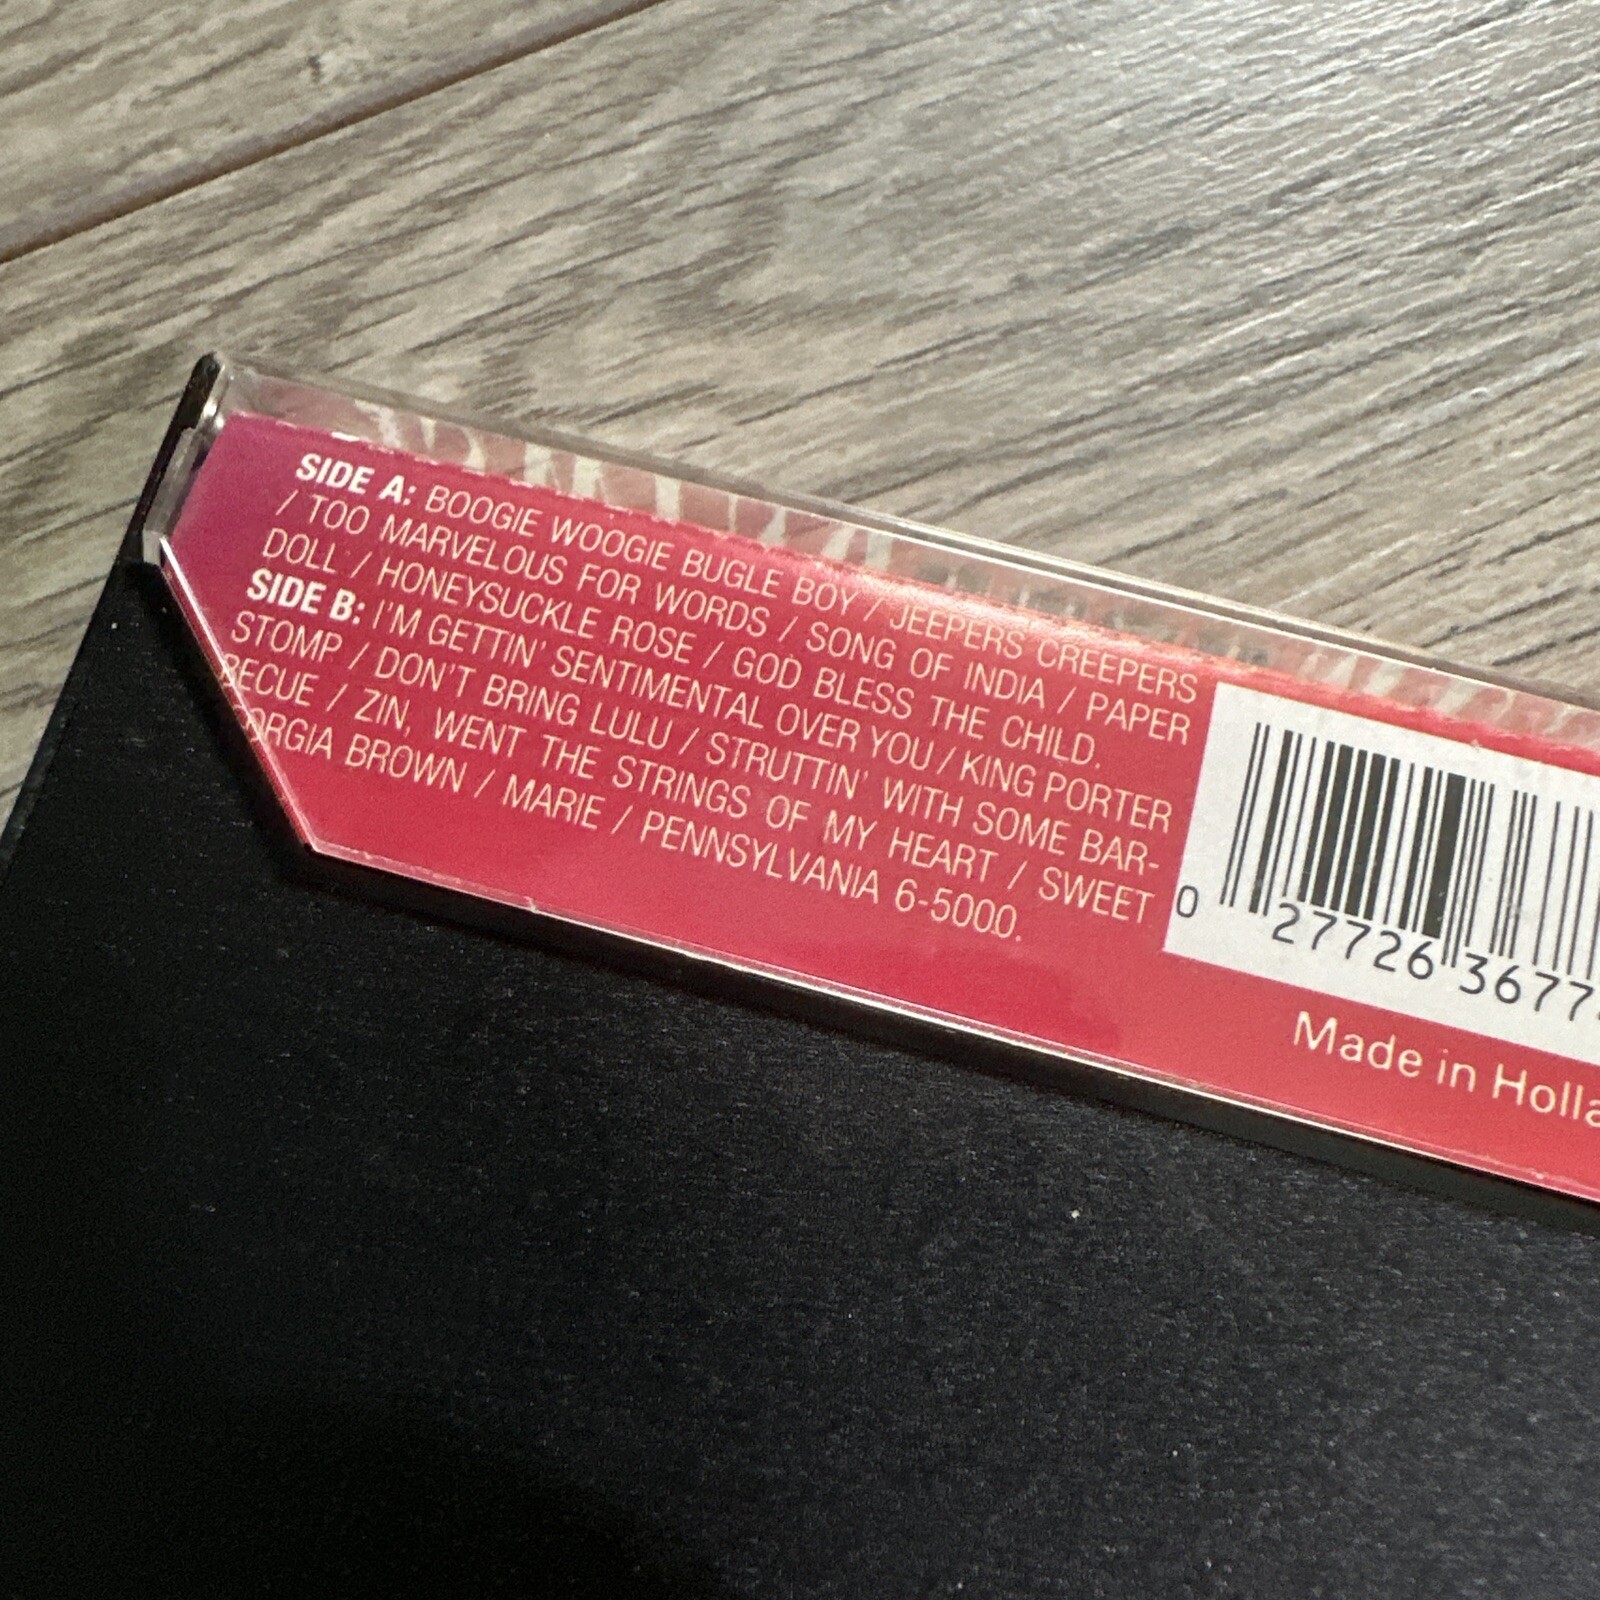 SIDE A: BOOGIE WOOGIE BUGLE BOY / JEEPERS CREEPERS
/ TOO MARVELOUS FOR WORDS / SONG OF INDIA / PAPER
DOLL / HONEYSUCKLE ROSE / GOD BLESS THE CHILD.
SIDE B: I'M GETTIN' SENTIMENTAL OVER YOU / KING PORTER
STOMP / DON'T BRING LULU / STRUTTIN' WITH SOME BAR-
BECUE / ZIN, WENT THE STRINGS OF MY HEART / SWEET
ORGIA BROWN / MARIE / PENNSYLVANIA 6-5000.
0 27726 3677
Made in Holla